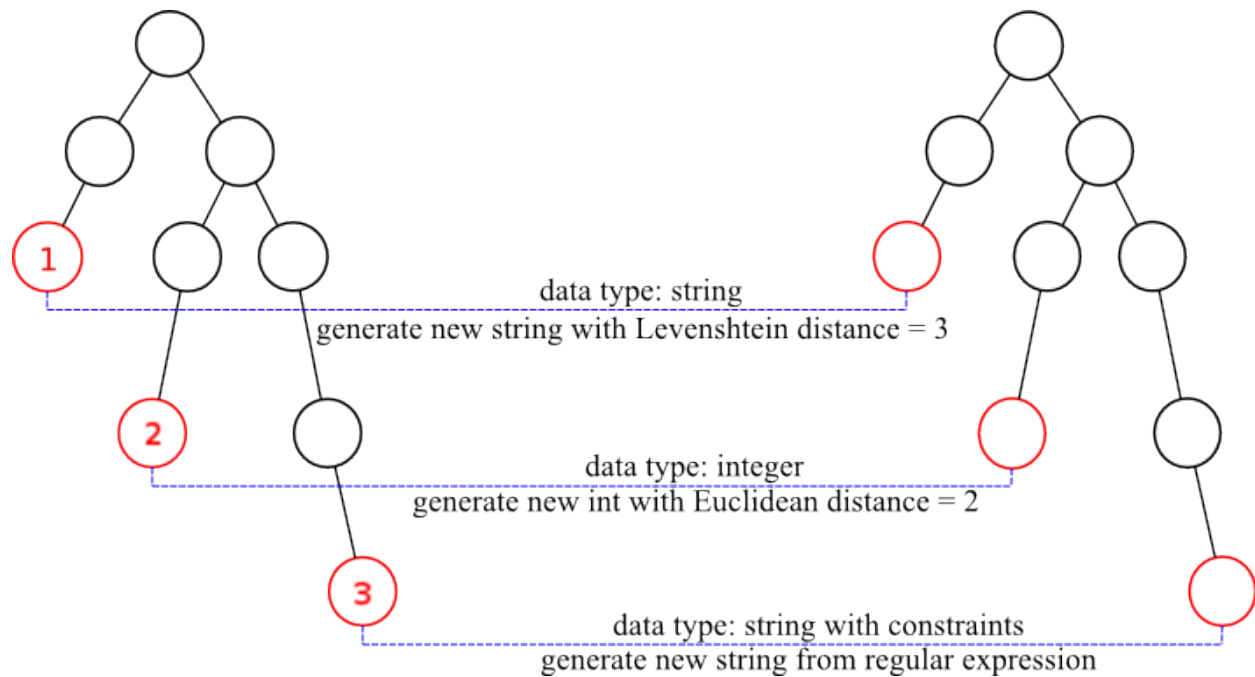 1
data type: string
generate new string with Levenshtein distance = 3
2
data type: integer
generate new int with Euclidean distance = 2
3
data type: string with constraints
generate new string from regular expression